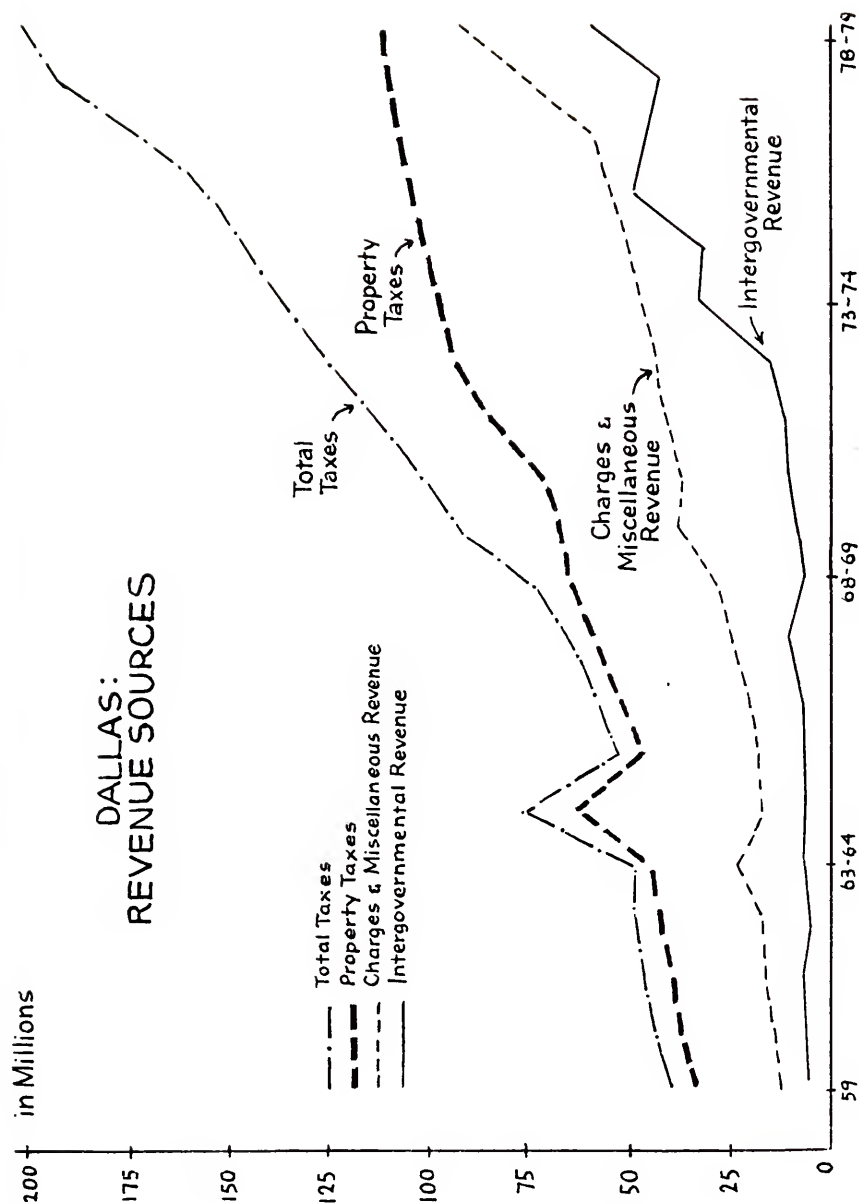 DALLAS:
REVENUE SOURCES
in Millions
200
175
150
125
100
75
50
25
0
Total Taxes
Property Taxes
Charges & Miscellaneous Revenue
Intergovernmental Revenue
Total
Taxes
Property
Taxes
Charges &
Miscellaneous
Revenue
Intergovernmental
Revenue
59
63-64
68-69
73-74
78-79